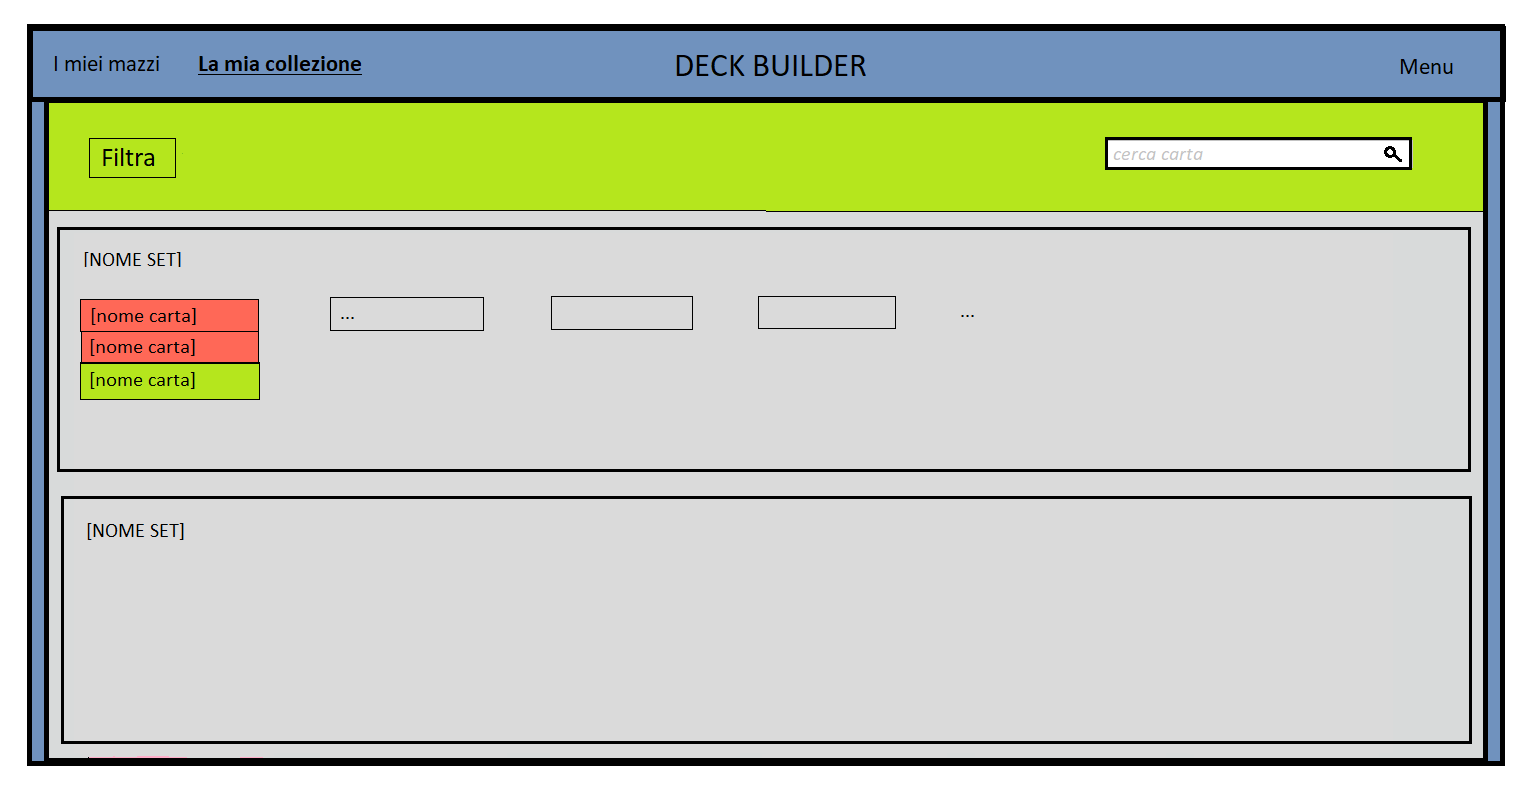 I miei mazzi La mia collezione DECK BUILDER Menu
Filtra cerca carta
[NOME SET]
[nome carta] ... ...
[nome carta]
[nome carta]
[NOME SET]